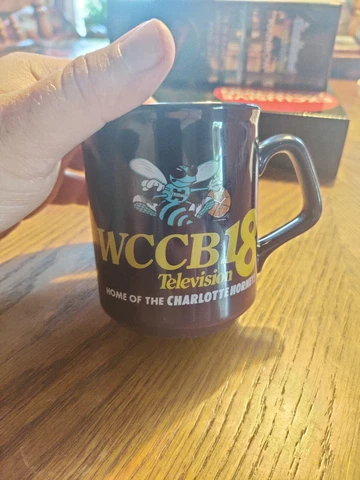 WCCB 18
Television
HOME OF THE CHARLOTTE HORNETS